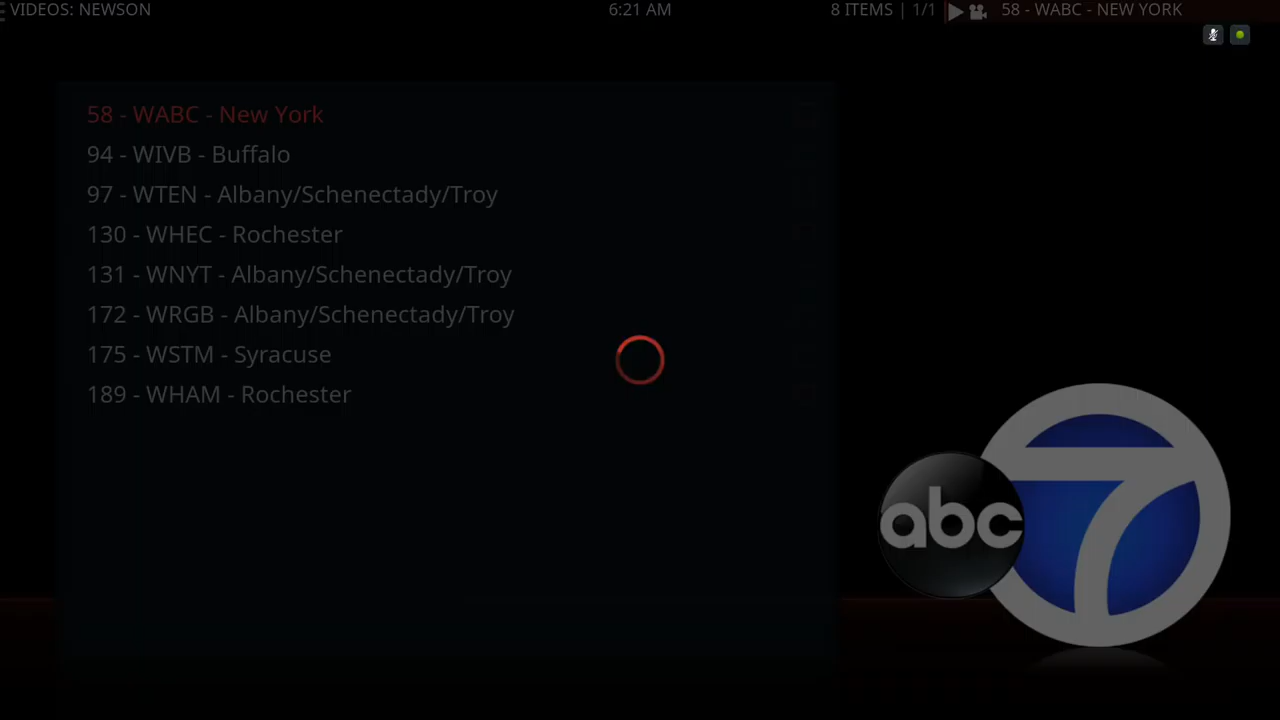 VIDEOS: NEWSON
6:21 AM
8 ITEMS | 1/1
58 - WABC - NEW YORK
58 - WABC - New York
94 - WIVB - Buffalo
97 - WTEN - Albany/Schenectady/Troy
130 - WHEC - Rochester
131 - WNYT - Albany/Schenectady/Troy
172 - WRGB - Albany/Schenectady/Troy
175 - WSTM - Syracuse
189 - WHAM - Rochester
abc 7